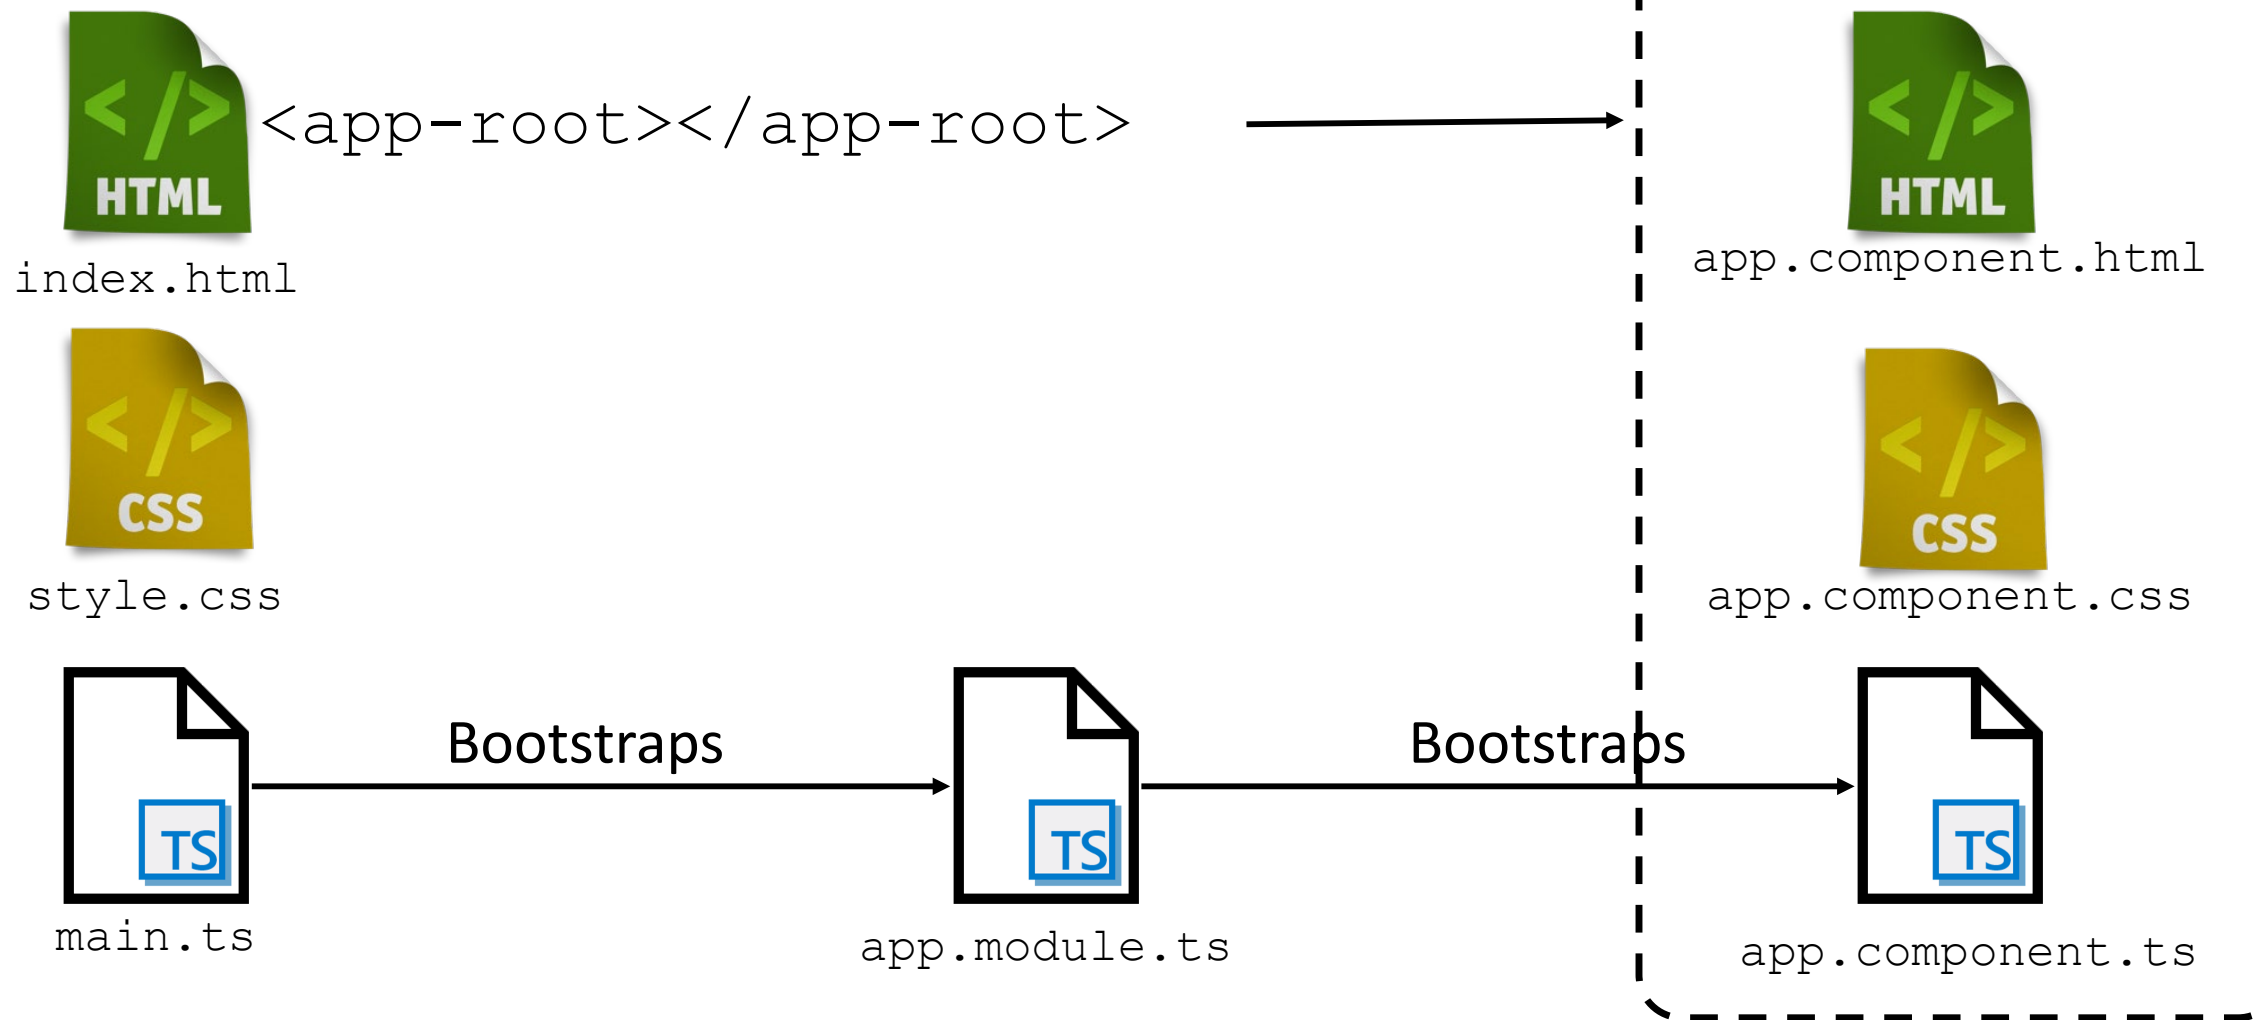 </>
HTML
<app-root></app-root>
</>
HTML
index.html
app.component.html
</>
CSS
</>
CSS
style.css
app.component.css
Bootstraps
Bootstraps
TS
TS
TS
main.ts
app.module.ts
app.component.ts